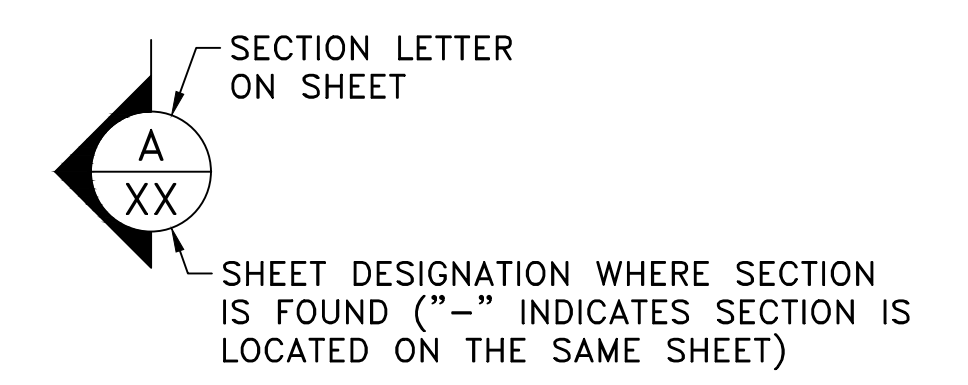 SECTION LETTER
ON SHEET
A
XX
SHEET DESIGNATION WHERE SECTION
IS FOUND ("-" INDICATES SECTION IS
LOCATED ON THE SAME SHEET)